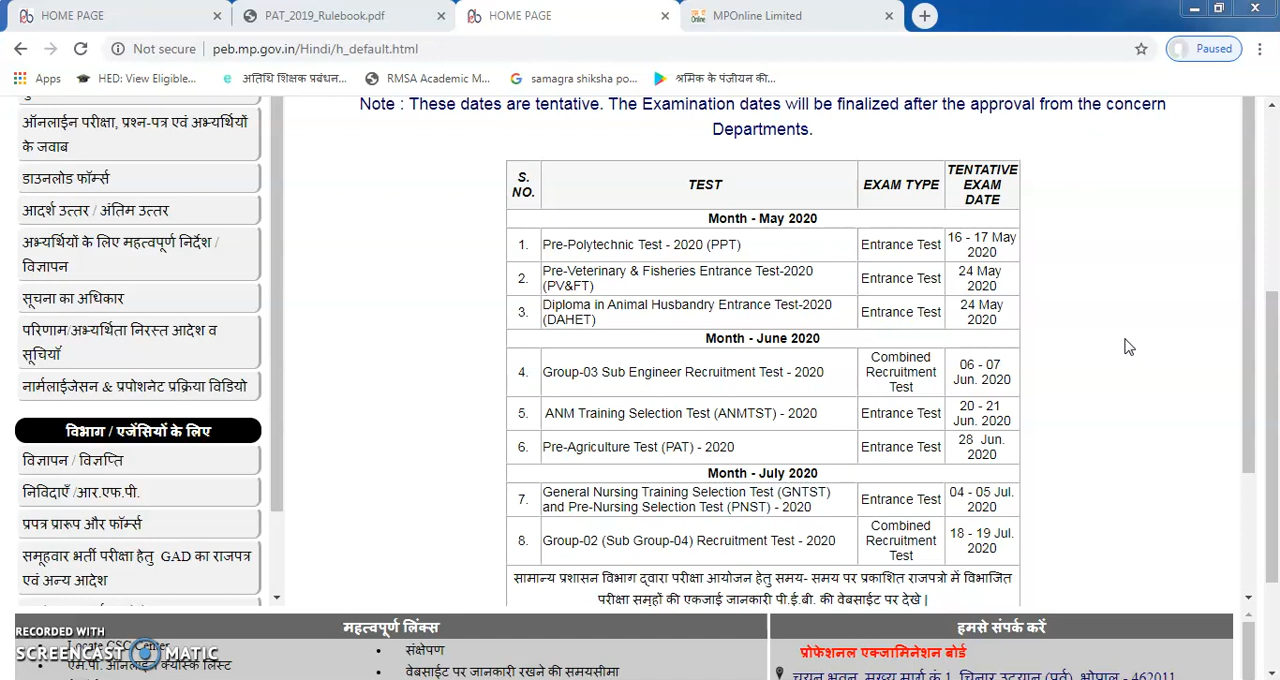 HOME PAGE
PAT_2019_Rulebook.pdf
HOME PAGE
MPOnline Limited
Not secure
peb.mp.gov.in/Hindi/h_default.html
Paused
Apps
HED: View Eligible...
अतिथि शिक्षक प्रबंधन...
RMSA Academic M...
samagra shiksha po...
श्रमिक के पंजीयन की...
ऑनलाईन परीक्षा, प्रश्न-पत्र एवं अभ्यर्थियों
के जवाब
डाउनलोड फॉर्म्स
आदर्श उत्तर / अंतिम उत्तर
अभ्यर्थियों के लिए महत्वपूर्ण निर्देश /
विज्ञापन
सूचना का अधिकार
परिणाम/अभ्यर्थिता निरस्त आदेश व
सूचियाँ
नार्मलाईजेसन & प्रपोशनेट प्रक्रिया विडियो
विभाग / एजेंसियों के लिए
विज्ञापन / विज्ञप्ति
निविदाएँ /आर.एफ.पी.
प्रपत्र प्रारूप और फॉर्म्स
समूहवार भर्ती परीक्षा हेतु GAD का राजपत्र
एवं अन्य आदेश
Note : These dates are tentative. The Examination dates will be finalized after the approval from the concern
Departments.
S. NO. TEST EXAM TYPE TENTATIVE EXAM DATE
Month - May 2020
1. Pre-Polytechnic Test - 2020 (PPT) Entrance Test 16 - 17 May 2020
2. Pre-Veterinary & Fisheries Entrance Test-2020 (PV&FT) Entrance Test 24 May 2020
3. Diploma in Animal Husbandry Entrance Test-2020 (DAHET) Entrance Test 24 May 2020
Month - June 2020
4. Group-03 Sub Engineer Recruitment Test - 2020 Combined Recruitment Test 06 - 07 Jun. 2020
5. ANM Training Selection Test (ANMTST) - 2020 Entrance Test 20 - 21 Jun. 2020
6. Pre-Agriculture Test (PAT) - 2020 Entrance Test 28 Jun. 2020
Month - July 2020
7. General Nursing Training Selection Test (GNTST) and Pre-Nursing Selection Test (PNST) - 2020 Entrance Test 04 - 05 Jul. 2020
8. Group-02 (Sub Group-04) Recruitment Test - 2020 Combined Recruitment Test 18 - 19 Jul. 2020
सामान्य प्रशासन विभाग द्वारा परीक्षा आयोजन हेतु समय- समय पर प्रकाशित राजपत्रो में विभाजित
परीक्षा समूहों की एकजाई जानकारी पी.ई.बी. की वेबसाईट पर देखे |
महत्वपूर्ण लिंक्स
हमसे संपर्क करें
RECORDED WITH
SCREENCAST MATIC
Locate CSC Center
एम.पी. ऑनलाइन कियोस्क लिस्ट
संक्षेपण
वेबसाईट पर जानकारी रखने की समयसीमा
प्रोफेशनल एक्जामिनेशन बोर्ड
चयन भवन, मुख्य मार्ग कं.1, चिनार उद्यान (पूर्व), भोपाल - 462011